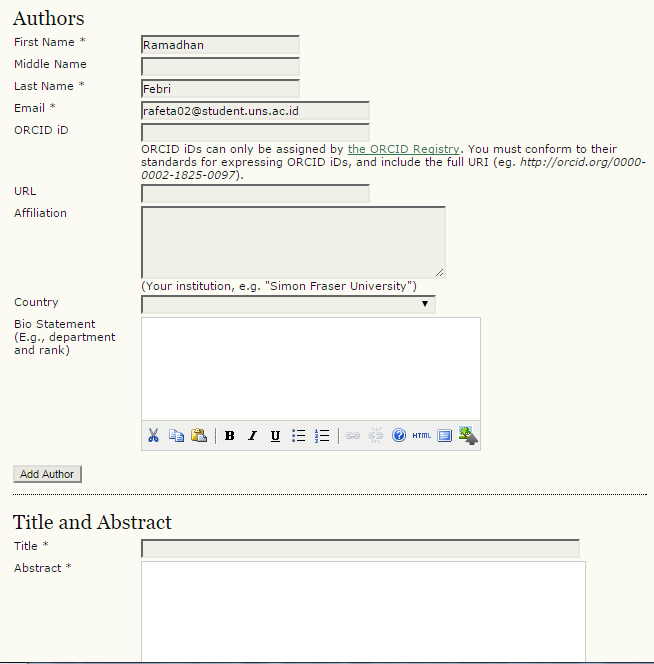 Authors
First Name *
Ramadhan
Middle Name
Last Name *
Febri
Email *
rafeta02@student.uns.ac.id
ORCID iD
ORCID iDs can only be assigned by the ORCID Registry. You must conform to their
standards for expressing ORCID iDs, and include the full URI (eg. http://orcid.org/0000-
0002-1825-0097).
URL
Affiliation
(Your institution, e.g. "Simon Fraser University")
Country
Bio Statement
(E.g., department
and rank)
B I U HTML
Add Author
Title and Abstract
Title *
Abstract *